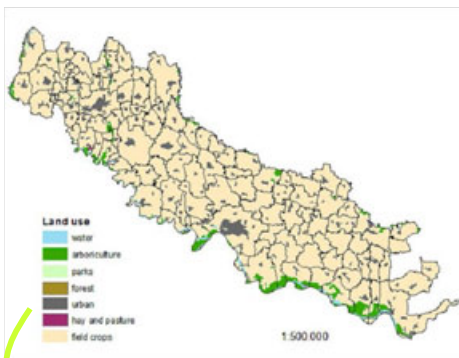 Land use
water
arboriculture
parks
forest
urban
hay and pasture
field crops
1:500.000